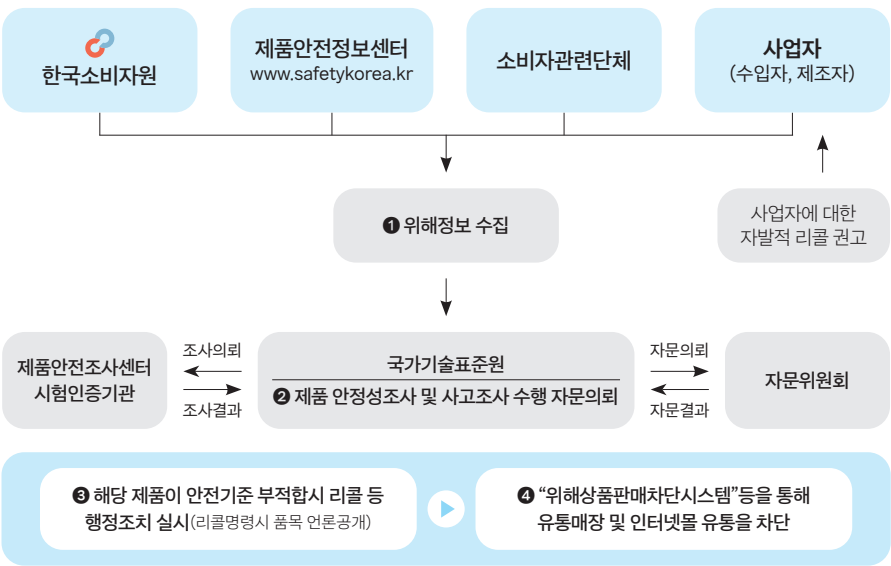 한국소비자원
제품안전정보센터
www.safetykorea.kr
소비자관련단체
사업자
(수입자, 제조자)
❶ 위해정보 수집
사업자에 대한
자발적 리콜 권고
제품안전조사센터
시험인증기관
조사의뢰
조사결과
국가기술표준원
❷ 제품 안정성조사 및 사고조사 수행 자문의뢰
자문의뢰
자문결과
자문위원회
❸ 해당 제품이 안전기준 부적합시 리콜 등
행정조치 실시(리콜명령시 품목 언론공개)
❹ “위해상품판매차단시스템”등을 통해
유통매장 및 인터넷몰 유통을 차단